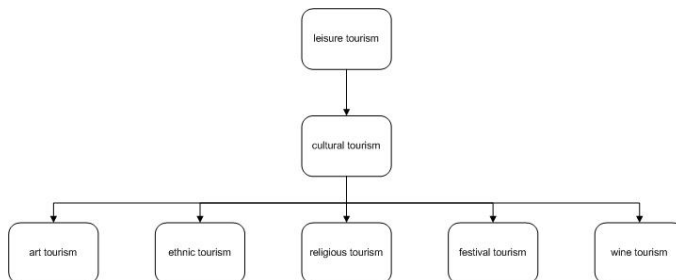 leisure tourism
cultural tourism
art tourism
ethnic tourism
religious tourism
festival tourism
wine tourism